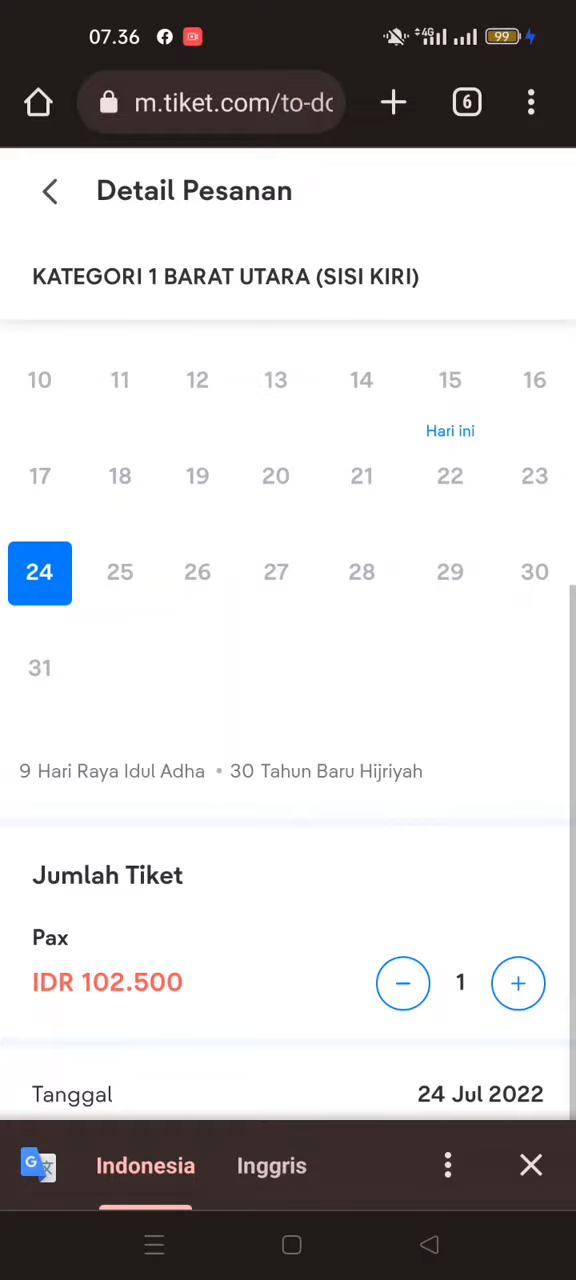 07.36 4G 99
m.tiket.com/to-do 6
Detail Pesanan
KATEGORI 1 BARAT UTARA (SISI KIRI)
10 11 12 13 14 15 16
Hari ini
17 18 19 20 21 22 23
24 25 26 27 28 29 30
31
9 Hari Raya Idul Adha • 30 Tahun Baru Hijriyah
Jumlah Tiket
Pax
IDR 102.500 − 1 +
Tanggal 24 Jul 2022
G 文 Indonesia Inggris